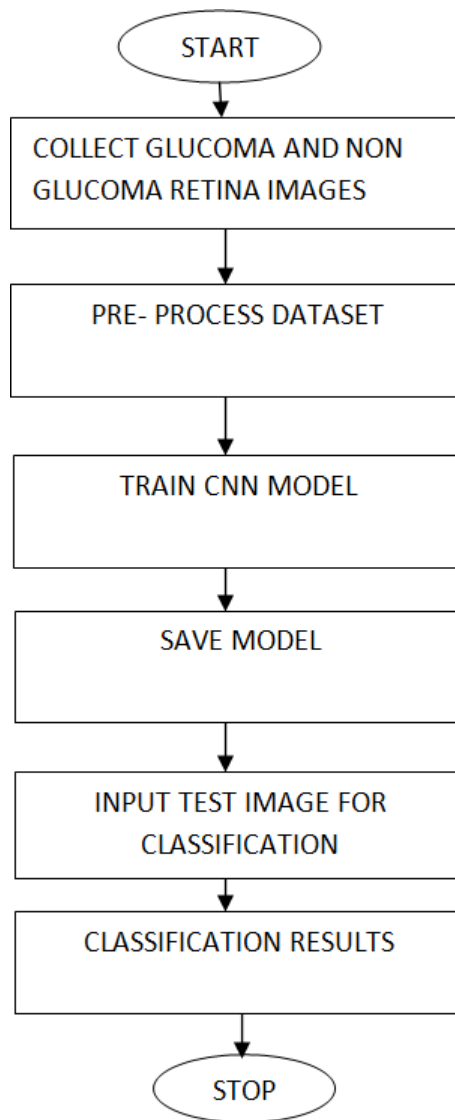 START
COLLECT GLUCOMA AND NON
GLUCOMA RETINA IMAGES
PRE- PROCESS DATASET
TRAIN CNN MODEL
SAVE MODEL
INPUT TEST IMAGE FOR
CLASSIFICATION
CLASSIFICATION RESULTS
STOP